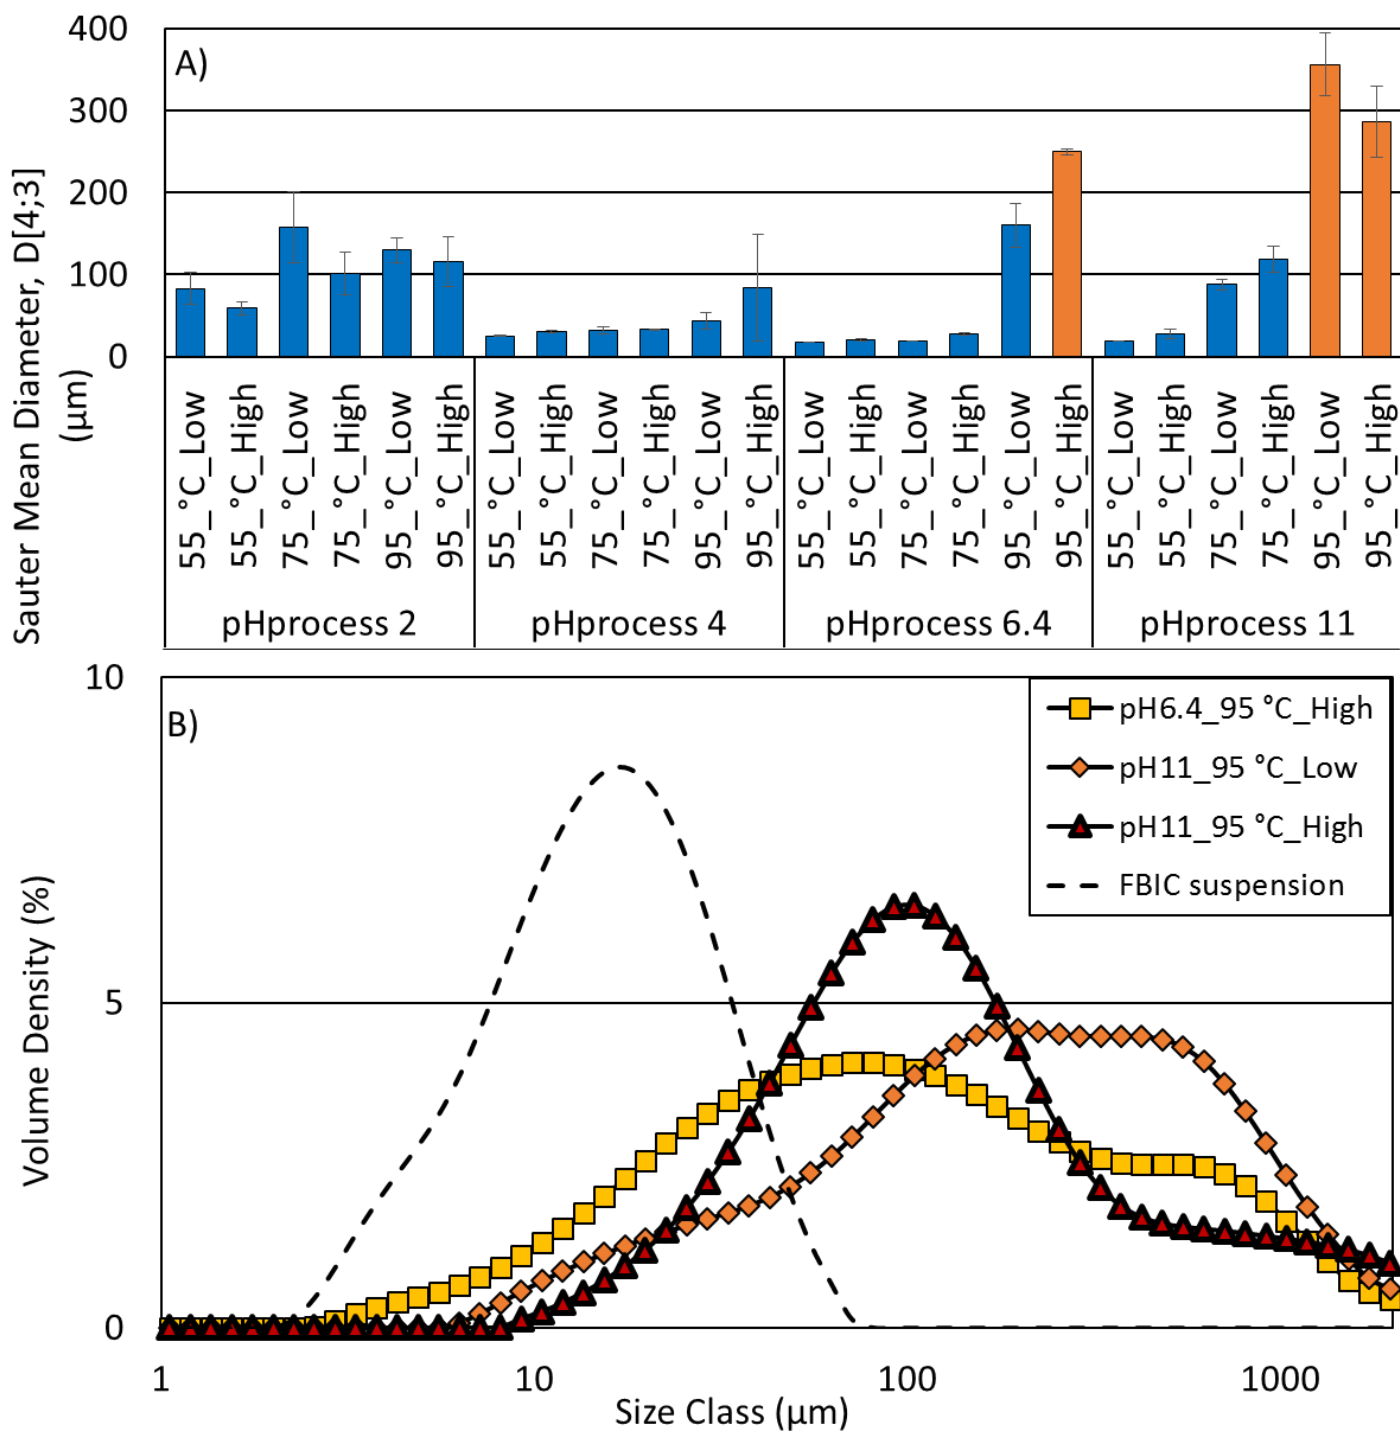 400
300
200
100
0
A)
Sauter Mean Diameter, D[4;3]
(µm)
55_°C_Low
55_°C_High
75_°C_Low
75_°C_High
95_°C_Low
95_°C_High
55_°C_Low
55_°C_High
75_°C_Low
75_°C_High
95_°C_Low
95_°C_High
55_°C_Low
55_°C_High
75_°C_Low
75_°C_High
95_°C_Low
95_°C_High
55_°C_Low
55_°C_High
75_°C_Low
75_°C_High
95_°C_Low
95_°C_High
pHprocess 2
pHprocess 4
pHprocess 6.4
pHprocess 11
10
5
0
B)
Volume Density (%)
pH6.4_95 °C_High
pH11_95 °C_Low
pH11_95 °C_High
FBIC suspension
1
10
100
1000
Size Class (µm)